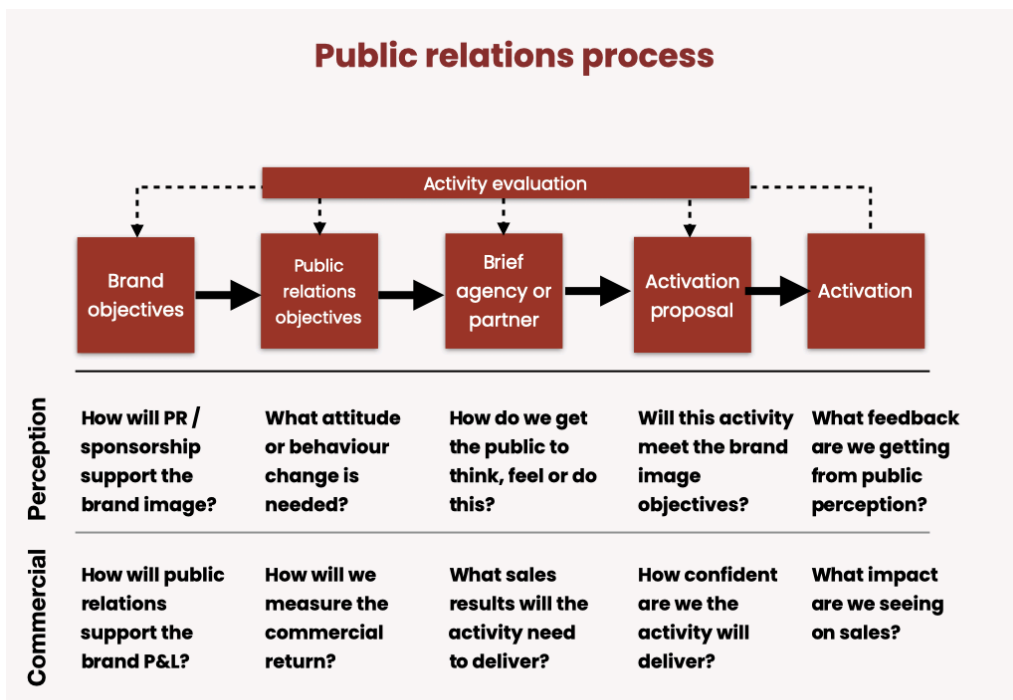 Public relations process
Activity evaluation
Brand
objectives
Public
relations
objectives
Brief
agency or
partner
Activation
proposal
Activation
Perception
How will PR /
sponsorship
support the
brand image?
What attitude
or behaviour
change is
needed?
How do we get
the public to
think, feel or do
this?
Will this activity
meet the brand
image
objectives?
What feedback
are we getting
from public
perception?
Commercial
How will public
relations
support the
brand P&L?
How will we
measure the
commercial
return?
What sales
results will the
activity need
to deliver?
How confident
are we the
activity will
deliver?
What impact
are we seeing
on sales?